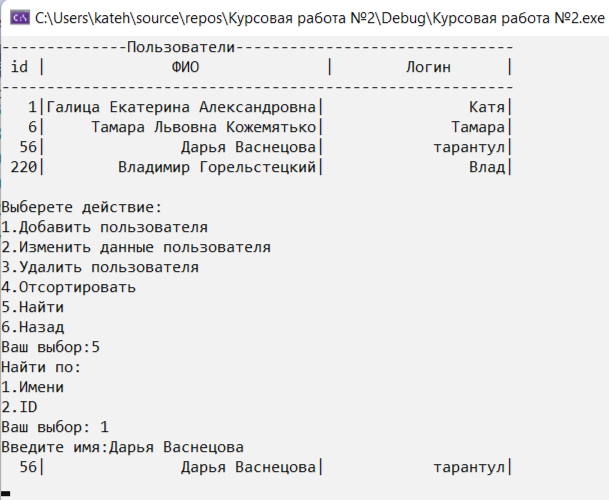 C:\Users\kateh\source\repos\Курсовая работа №2\Debug\Курсовая работа №2.exe
--------------Пользователи-------------------------------
id | ФИО | Логин |
---------------------------------------------------------
1|Галица Екатерина Александровна| Катя|
6| Тамара Львовна Кожемятько| Тамара|
56| Дарья Васнецова| тарантул|
220| Владимир Горельстецкий| Влад|
Выберете действие:
1.Добавить пользователя
2.Изменить данные пользователя
3.Удалить пользователя
4.Отсортировать
5.Найти
6.Назад
Ваш выбор:5
Найти по:
1.Имени
2.ID
Ваш выбор: 1
Введите имя:Дарья Васнецова
56| Дарья Васнецова| тарантул|